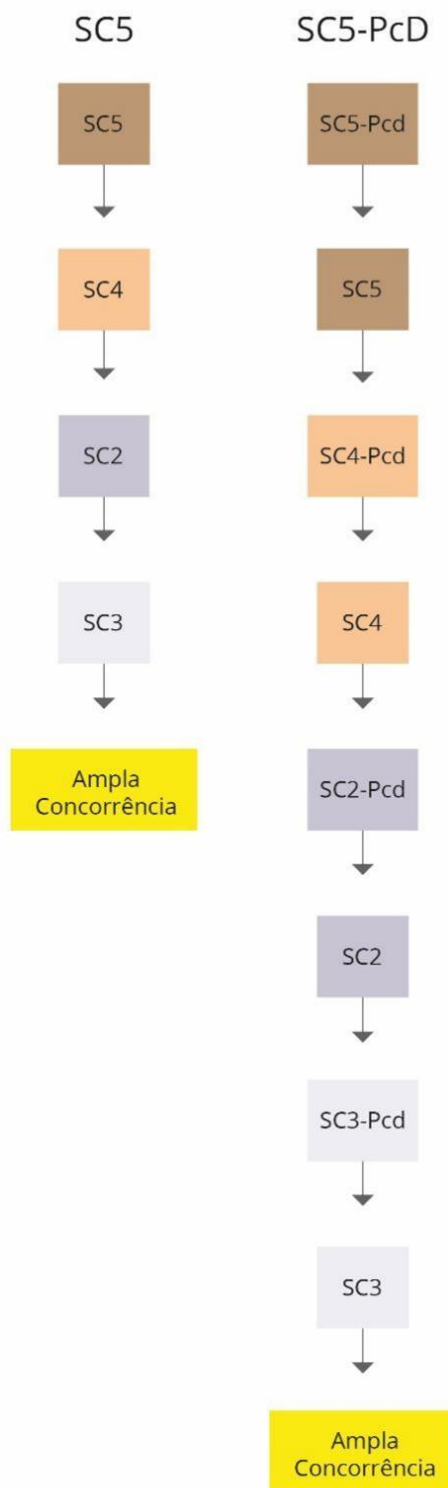 SC5
SC5
SC4
SC2
SC3
Ampla
Concorrência
SC5-PcD
SC5-Pcd
SC5
SC4-Pcd
SC4
SC2-Pcd
SC2
SC3-Pcd
SC3
Ampla
Concorrência